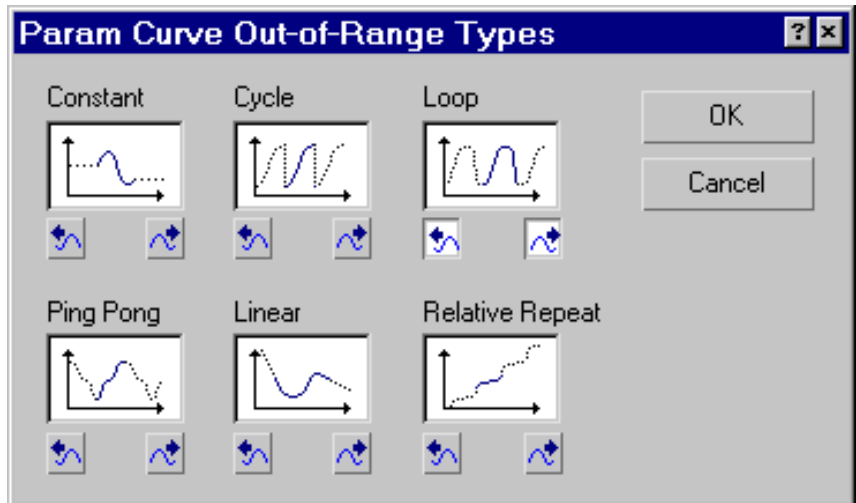 Param Curve Out-of-Range Types
Constant Cycle Loop
OK
Cancel
Ping Pong Linear Relative Repeat